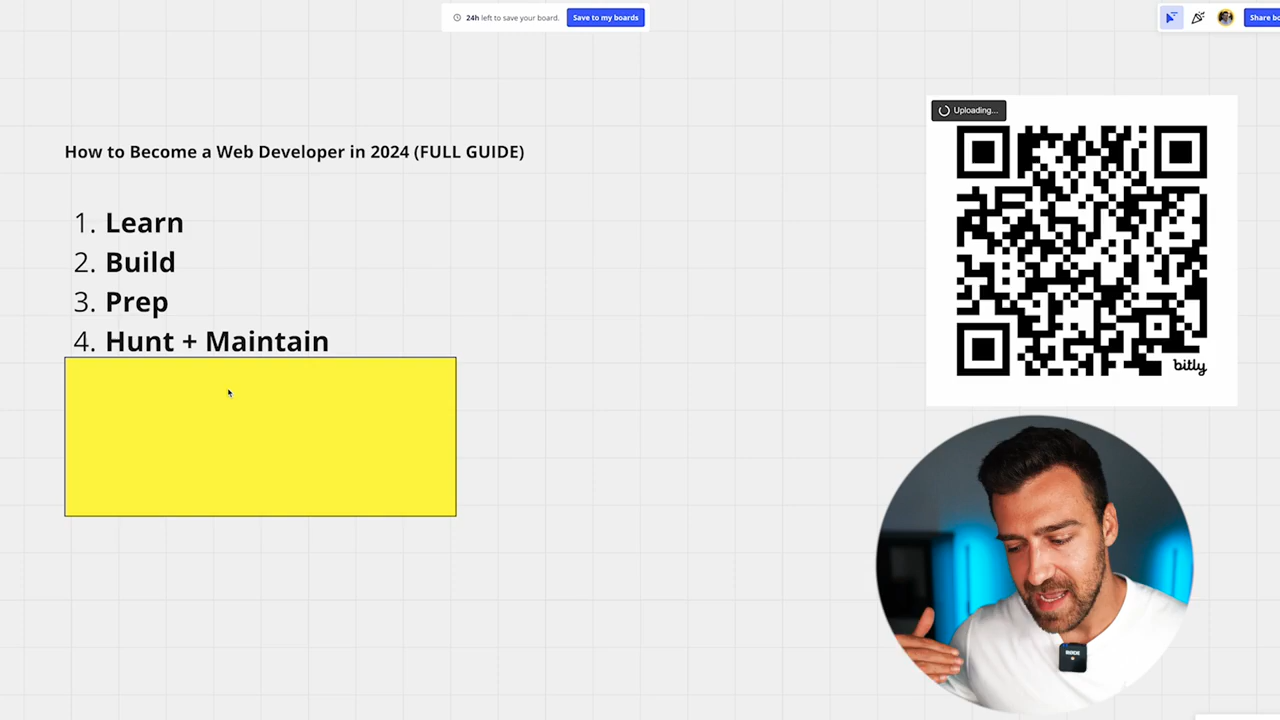 24h left to save your board.
Save to my boards
Share bo
Uploading...
How to Become a Web Developer in 2024 (FULL GUIDE)
1. Learn
2. Build
3. Prep
4. Hunt + Maintain
bitly
RØDE